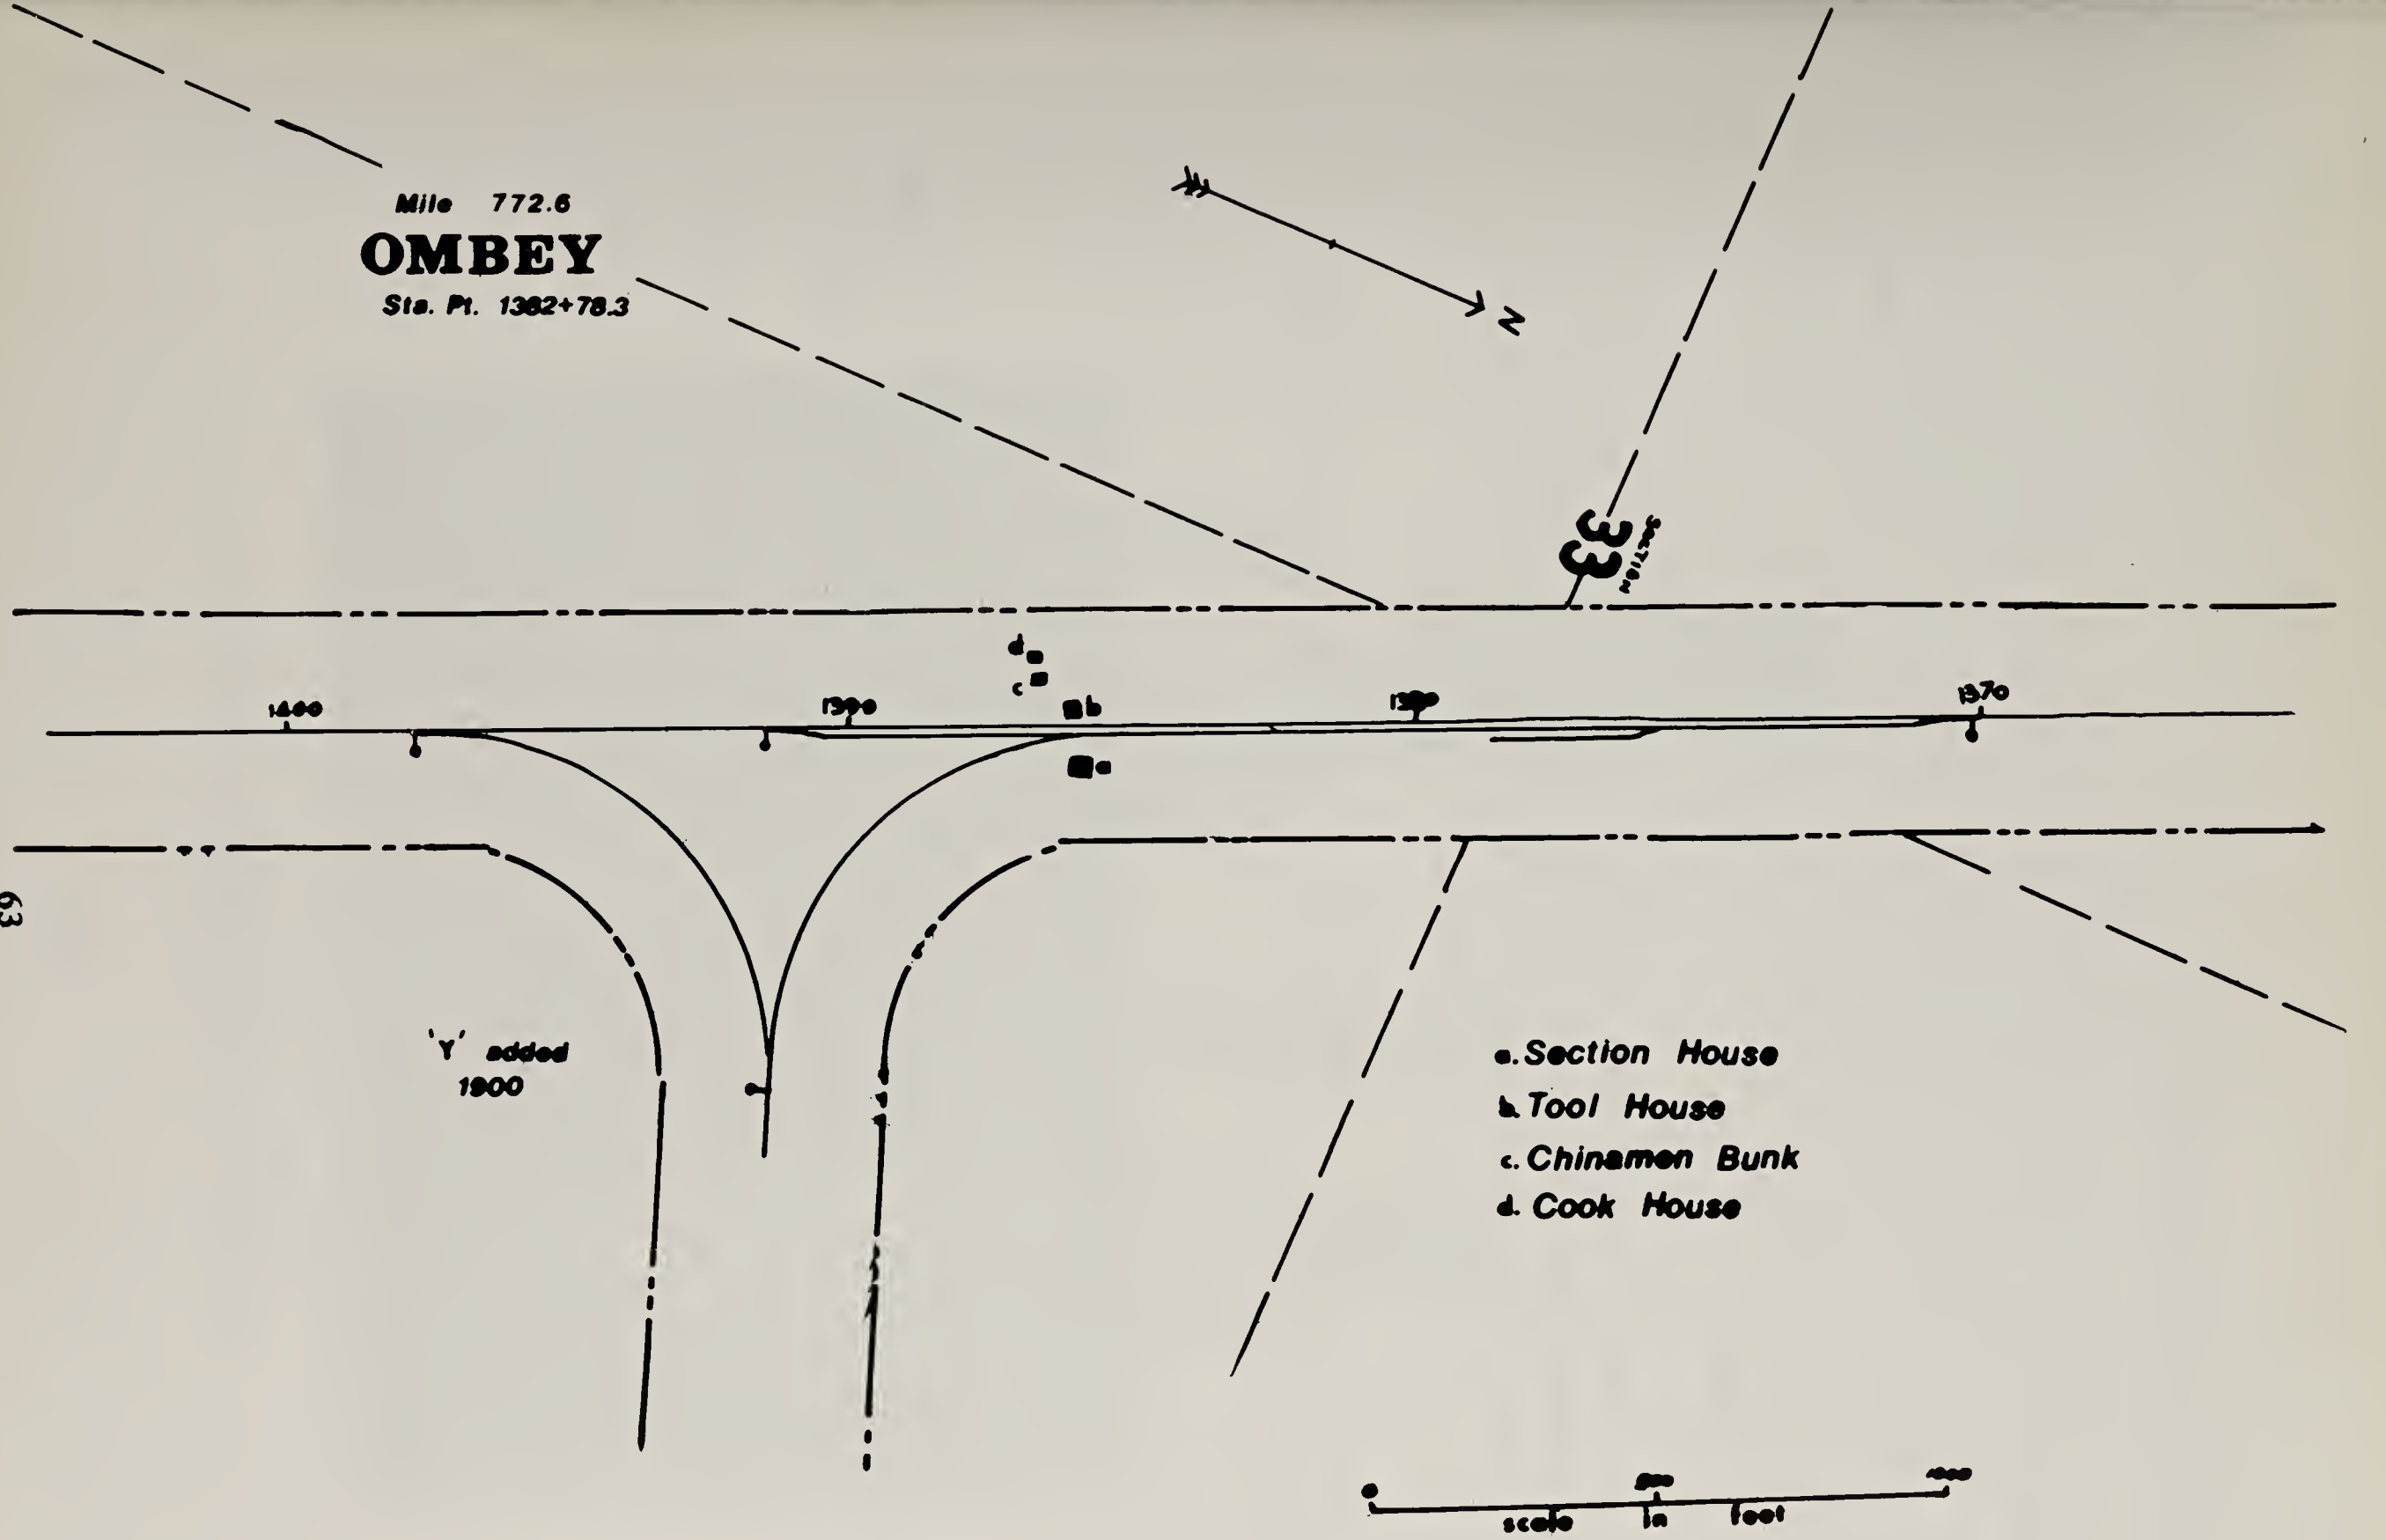 Mile 772.6
OMBEY
Sta. Pt. 1382+78.3
N
33
SECTION
d
c
b
a
1400
1390
1370
63
'Y' added
1900
a. Section House
b. Tool House
c. Chinamen Bunk
d. Cook House
0
scale in feet